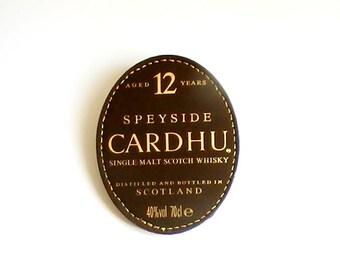 AGED 12 YEARS
SPEYSIDE
CARDHU
SINGLE MALT SCOTCH WHISKY
DISTILLED AND BOTTLED IN
SCOTLAND
40%vol 70cl e